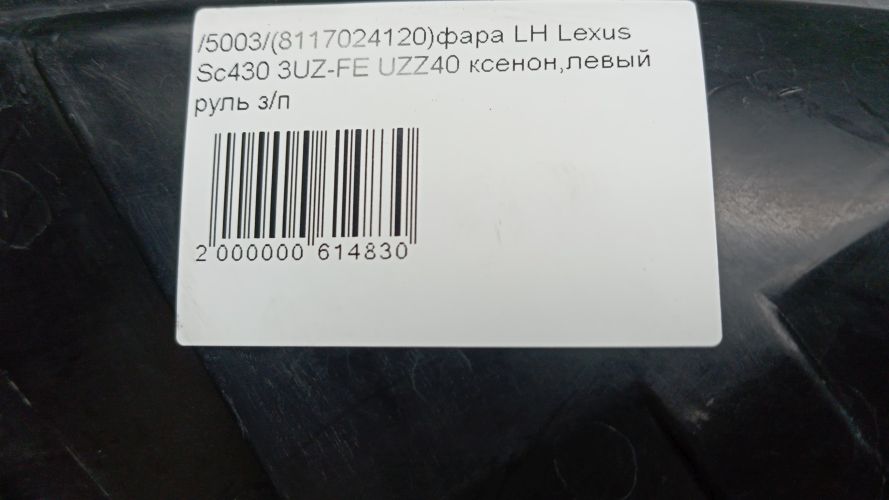 /5003/(8117024120)фара LH Lexus
Sc430 3UZ-FE UZZ40 ксенон,левый
руль з/п
2 000000 614830